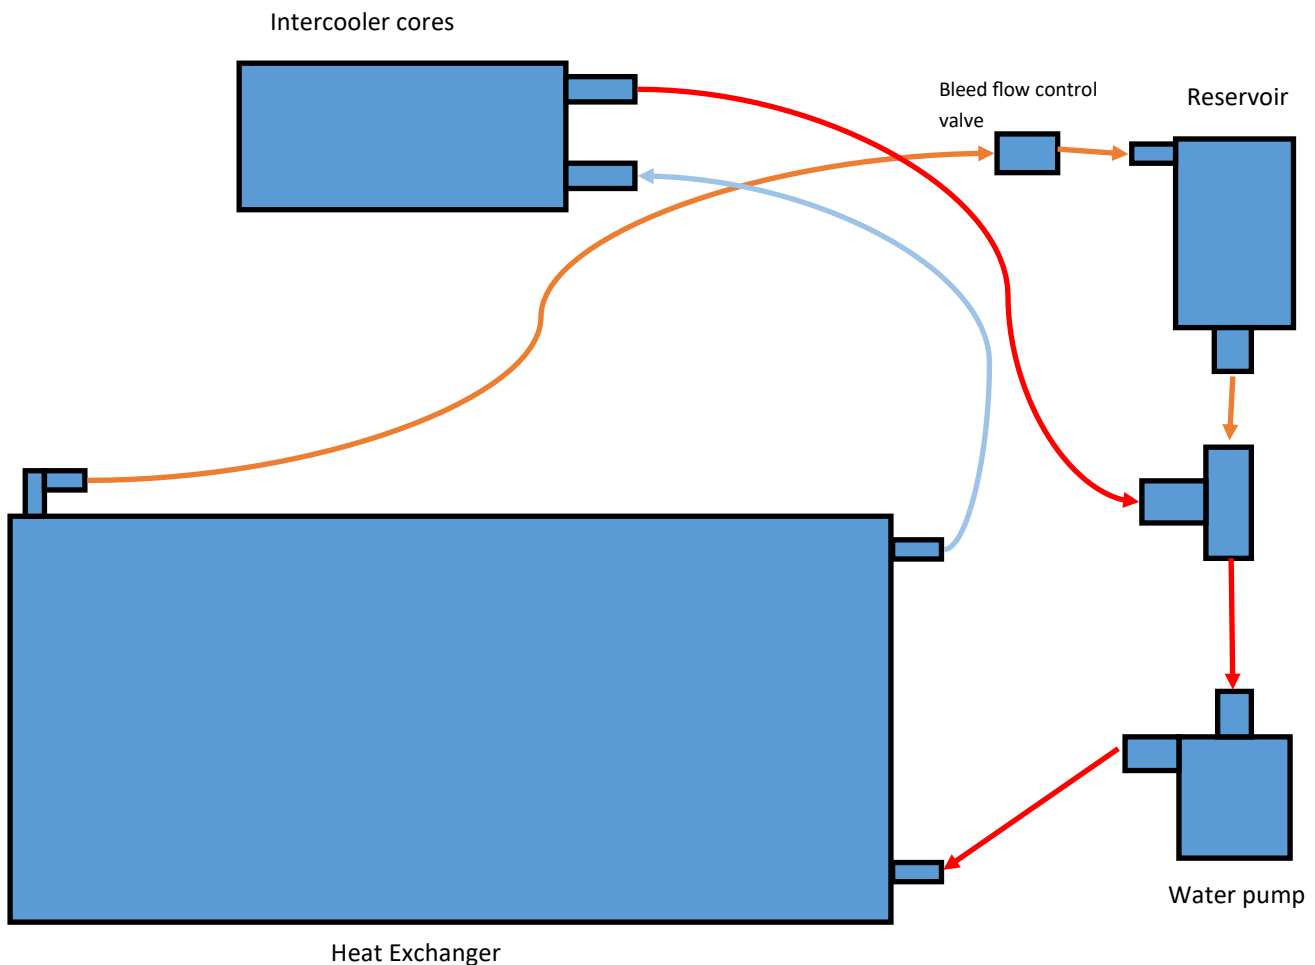 Intercooler cores
Bleed flow control
valve
Reservoir
Water pump
Heat Exchanger